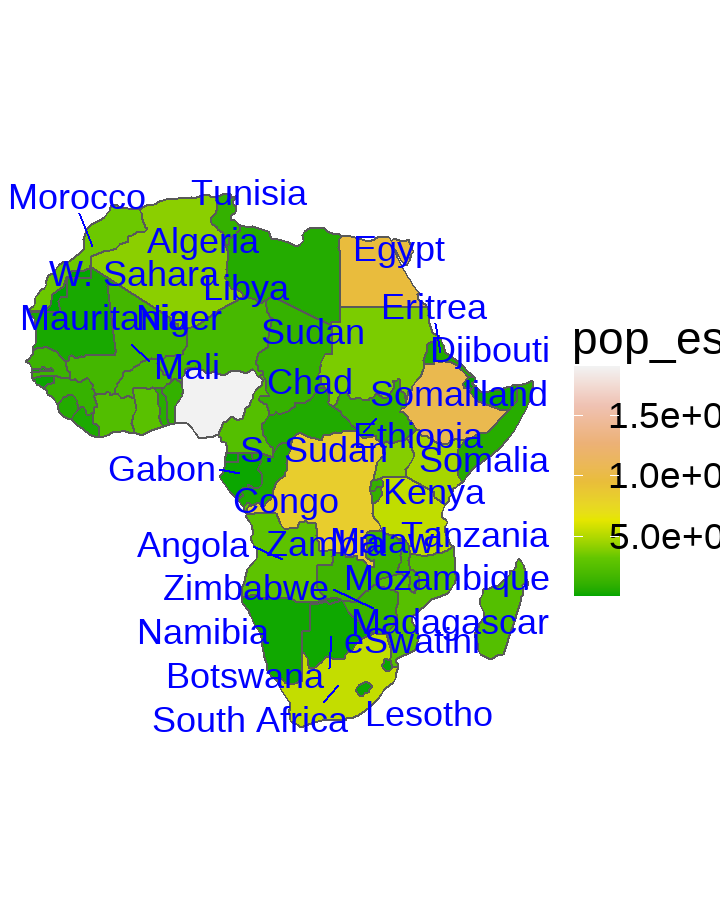 Morocco
Tunisia
Algeria
Egypt
W. Sahara
Libya
Mauritania
Niger
Eritrea
Sudan
Djibouti
Mali
Chad
Somaliland
S. Sudan
Ethiopia
Gabon
Somalia
Congo
Kenya
Angola
Zambia
Malawi
Tanzania
Zimbabwe
Mozambique
Namibia
Madagascar
eSwatini
Botswana
South Africa
Lesotho
pop_es
1.5e+0
1.0e+0
5.0e+0